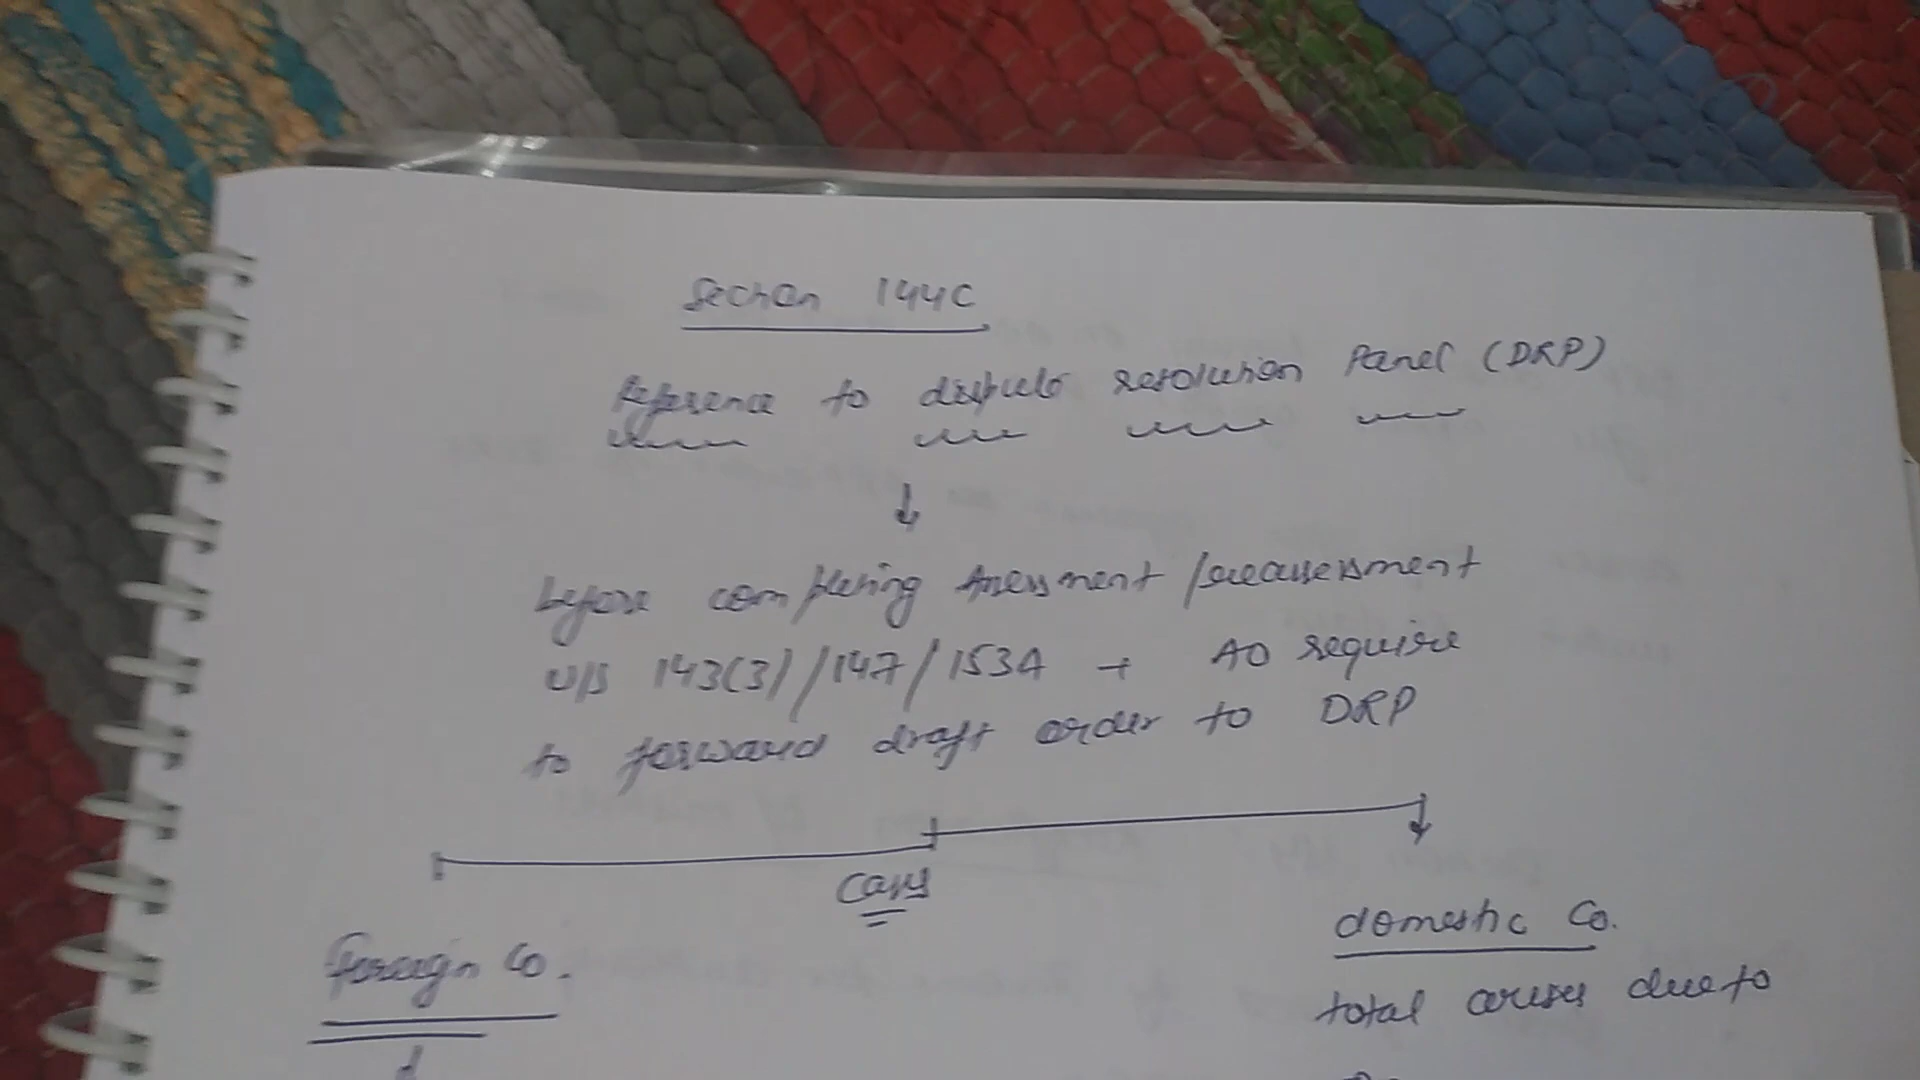 Section 144C
Reference to dispute resolution Panel (DRP)
↓
before completing Assessment / reassessment
U/S 143(3) / 147 / 153A → AO require
to forward draft order to DRP
Cases
Foreign Co.
domestic Co.
total arises due to